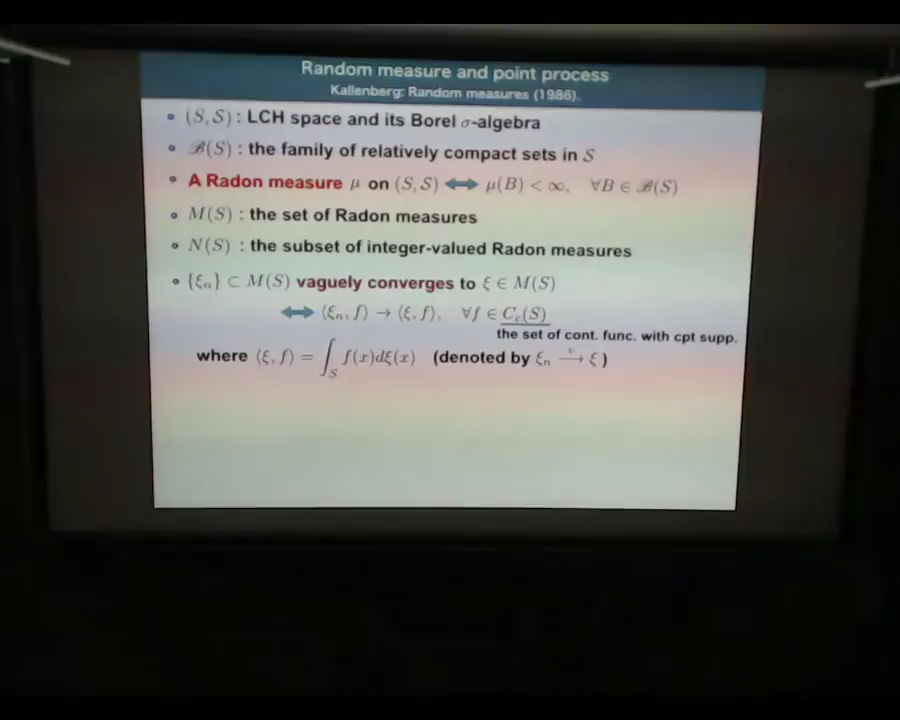 Random measure and point process
Kallenberg: Random measures (1986).
• (S, S) : LCH space and its Borel σ-algebra
• ℬ(S) : the family of relatively compact sets in S
• A Radon measure μ on (S, S) ⟺ μ(B) < ∞, ∀B ∈ ℬ(S)
• M(S) : the set of Radon measures
• N(S) : the subset of integer-valued Radon measures
• {ξₙ} ⊂ M(S) vaguely converges to ξ ∈ M(S)
⟺ ⟨ξₙ, f⟩ → ⟨ξ, f⟩, ∀f ∈ C_c(S)
the set of cont. func. with cpt supp.
where ⟨ξ, f⟩ = ∫_S f(x)dξ(x) (denoted by ξₙ →ᵛ ξ )